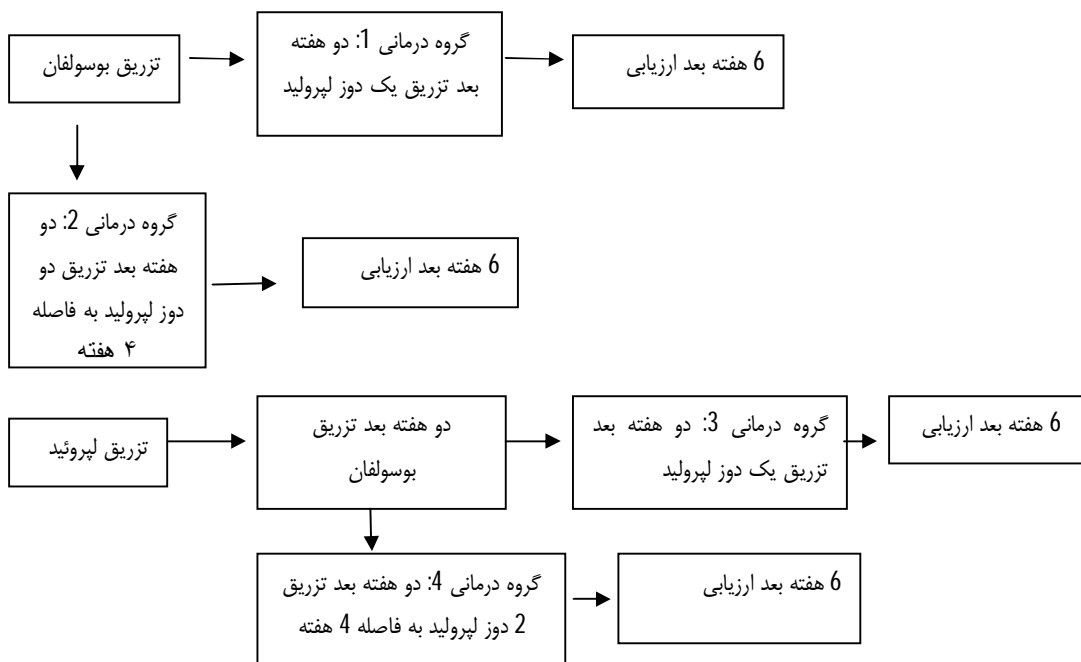 تزریق بوسولفان
گروه درمانی 1: دو هفته
بعد تزریق یک دوز لپرولید
6 هفته بعد ارزیابی
گروه درمانی 2: دو
هفته بعد تزریق دو
دوز لپرولید به فاصله
۴ هفته
6 هفته بعد ارزیابی
تزریق لپروئید
دو هفته بعد تزریق
بوسولفان
گروه درمانی 3: دو هفته بعد
تزریق یک دوز لپرولید
6 هفته بعد ارزیابی
گروه درمانی 4: دو هفته بعد تزریق
2 دوز لپرولید به فاصله 4 هفته
6 هفته بعد ارزیابی